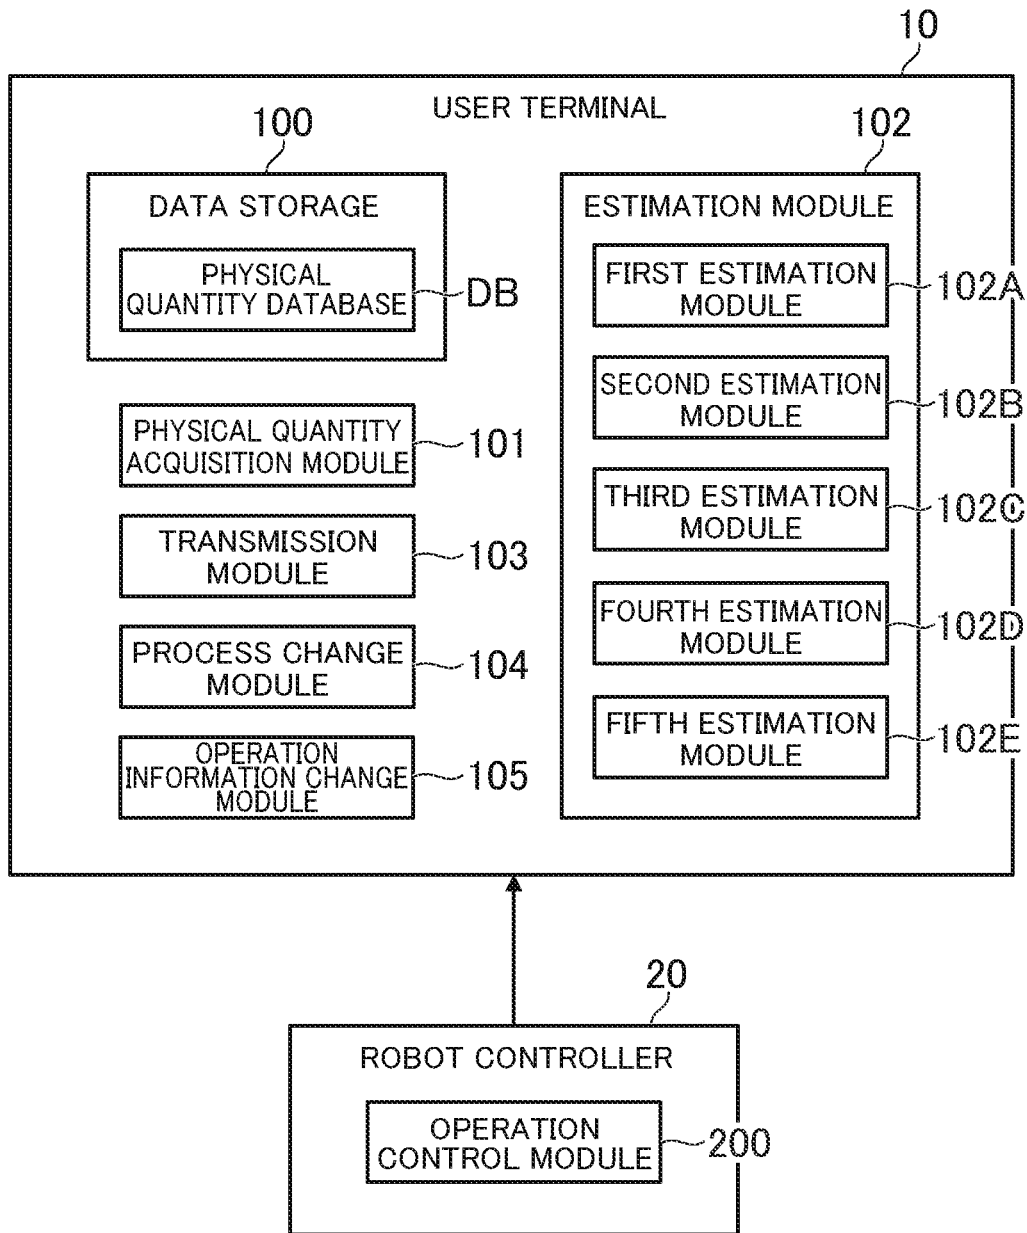 10
USER TERMINAL
100
DATA STORAGE
PHYSICAL
QUANTITY DATABASE
DB
PHYSICAL QUANTITY
ACQUISITION MODULE
101
TRANSMISSION
MODULE
103
PROCESS CHANGE
MODULE
104
OPERATION
INFORMATION CHANGE
MODULE
105
102
ESTIMATION MODULE
FIRST ESTIMATION
MODULE
102A
SECOND ESTIMATION
MODULE
102B
THIRD ESTIMATION
MODULE
102C
FOURTH ESTIMATION
MODULE
102D
FIFTH ESTIMATION
MODULE
102E
20
ROBOT CONTROLLER
OPERATION
CONTROL MODULE
200